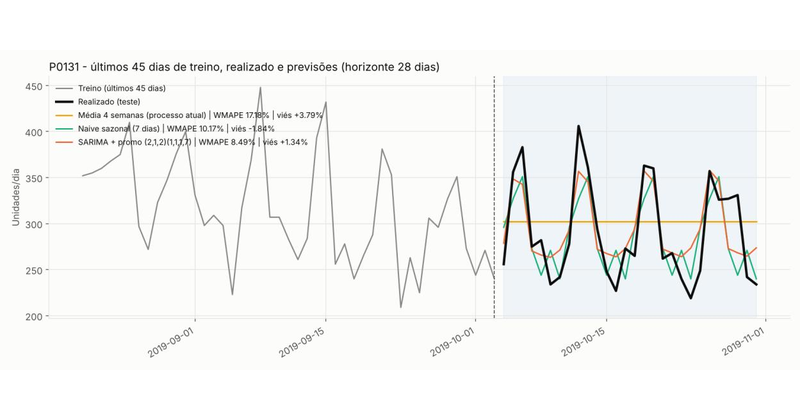 P0131 - últimos 45 dias de treino, realizado e previsões (horizonte 28 dias)
Treino (últimos 45 dias)
Realizado (teste)
Média 4 semanas (processo atual) | WMAPE 17.18% | viés +3.79%
Naive sazonal (7 dias) | WMAPE 10.17% | viés -1.84%
SARIMA + promo (2,1,2)(1,1,1,7) | WMAPE 8.49% | viés +1.34%
Unidades/dia
450
400
350
300
250
200
2019-09-01
2019-09-15
2019-10-01
2019-10-15
2019-11-01